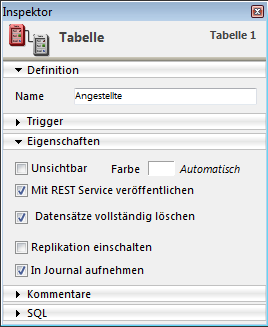 Inspektor
Tabelle
Tabelle 1
Definition
Name Angestellte
Trigger
Eigenschaften
Unsichtbar Farbe Automatisch
Mit REST Service veröffentlichen
Datensätze vollständig löschen
Replikation einschalten
In Journal aufnehmen
Kommentare
SQL